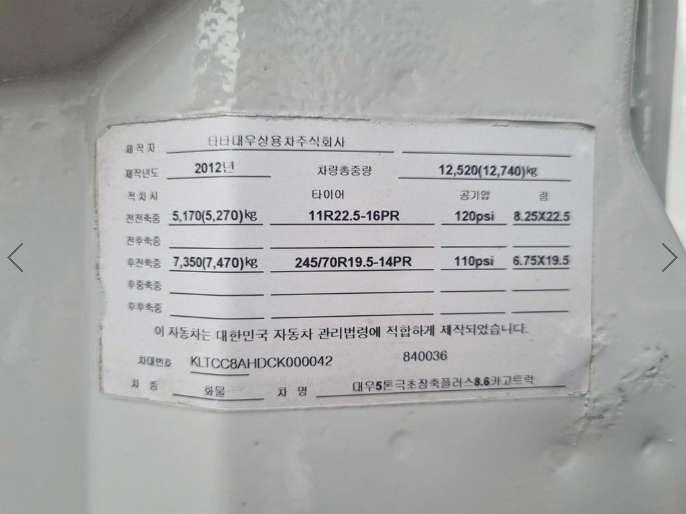 제작자 타타대우상용차주식회사
제작년도 2012년 차량총중량 12,520(12,740)kg
적차시 타이어 공기압 림
전전축중 5,170(5,270)kg 11R22.5-16PR 120psi 8.25X22.5
전후축중
후전축중 7,350(7,470)kg 245/70R19.5-14PR 110psi 6.75X19.5
후중축중
후후축중
이 자동차는 대한민국 자동차 관리법령에 적합하게 제작되었습니다.
차대번호 KLTCC8AHDCK000042 840036
차 종 화물 차 명 대우5톤극초장축플러스8.6카고트럭